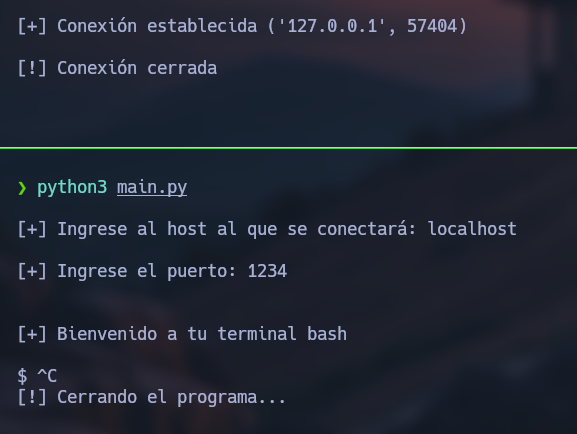 [+] Conexión establecida ('127.0.0.1', 57404)
[!] Conexión cerrada
❯ python3 main.py
[+] Ingrese al host al que se conectará: localhost
[+] Ingrese el puerto: 1234
[+] Bienvenido a tu terminal bash
$ ^C
[!] Cerrando el programa...